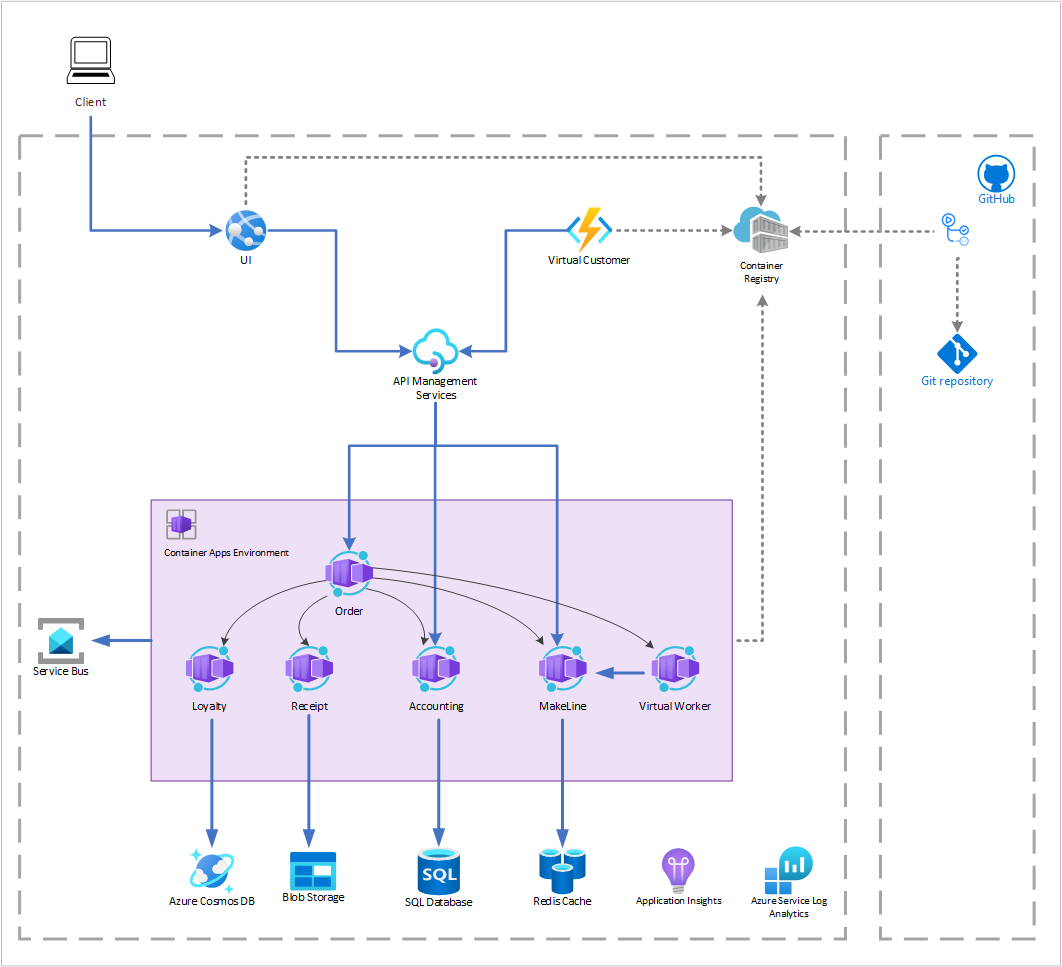 Client
GitHub
UI
Virtual Customer
Container
Registry
API Management
Services
Git repository
Container Apps Environment
Order
Service Bus
Loyalty
Receipt
Accounting
MakeLine
Virtual Worker
SQL
Azure Cosmos DB
Blob Storage
SQL Database
Redis Cache
Application Insights
Azure Service Log
Analytics